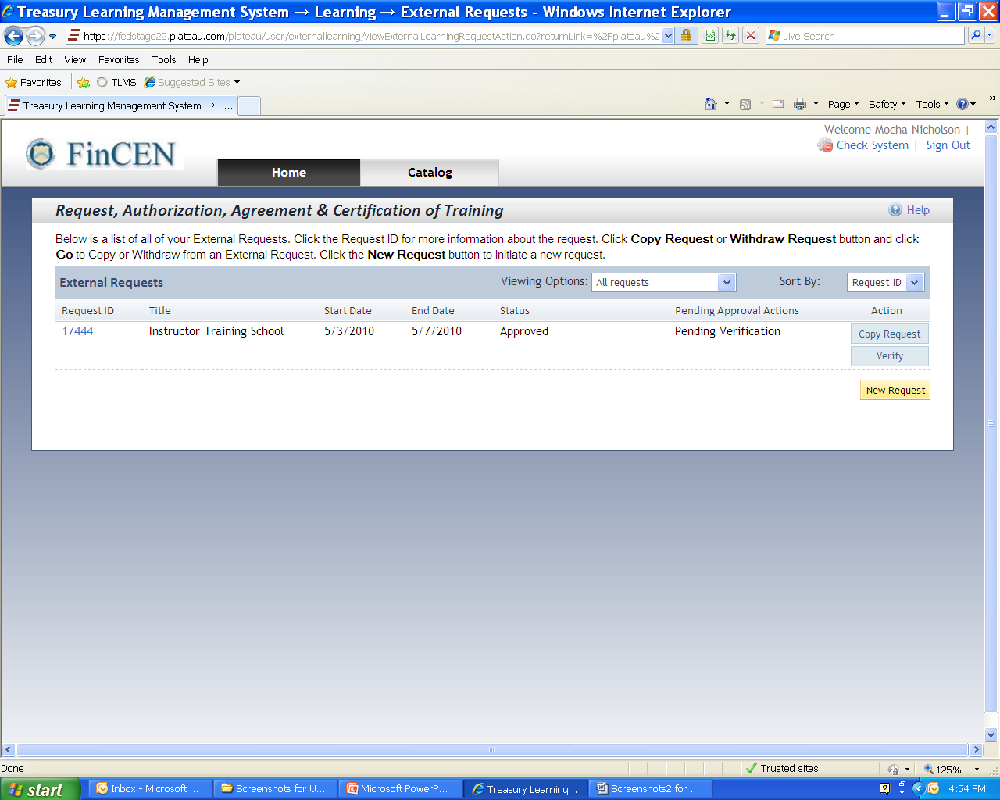 Treasury Learning Management System → Learning → External Requests - Windows Internet Explorer
https://fedstage22.plateau.com/plateau/user/externallearning/viewExternalLearningRequestAction.do?returnLink=%2Fplateau%2
Live Search
File Edit View Favorites Tools Help
Favorites TLMS Suggested Sites
Treasury Learning Management System → L...
Page Safety Tools
Welcome Mocha Nicholson |
Check System | Sign Out
FinCEN
Home Catalog
Request, Authorization, Agreement & Certification of Training
Help
Below is a list of all of your External Requests. Click the Request ID for more information about the request. Click Copy Request or Withdraw Request button and click
Go to Copy or Withdraw from an External Request. Click the New Request button to initiate a new request.
External Requests Viewing Options: All requests Sort By: Request ID
Request ID Title Start Date End Date Status Pending Approval Actions Action
17444 Instructor Training School 5/3/2010 5/7/2010 Approved Pending Verification Copy Request
Verify
New Request
Done Trusted sites 125%
start Inbox - Microsoft ... Screenshots for U... Microsoft PowerP... Treasury Learning... Screenshots2 for ... 4:54 PM